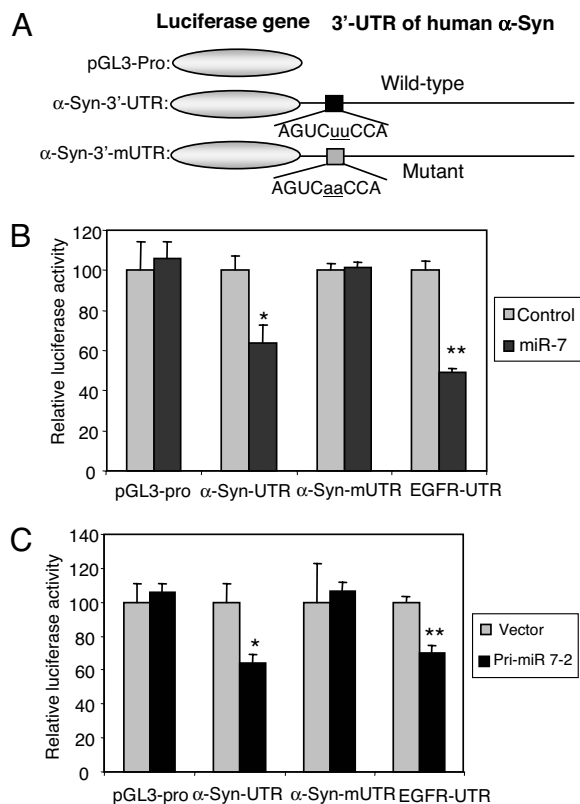 A
Luciferase gene 3'-UTR of human α-Syn
pGL3-Pro:
Wild-type
α-Syn-3'-UTR:
AGUCuuCCA
α-Syn-3'-mUTR:
Mutant
AGUCaaCCA
B
Relative luciferase activity
120
100
80
60
40
20
0
*
**
Control
miR-7
pGL3-pro α-Syn-UTR α-Syn-mUTR EGFR-UTR
C
Relative luciferase activity
140
120
100
80
60
40
20
0
*
**
Vector
Pri-miR 7-2
pGL3-pro α-Syn-UTR α-Syn-mUTR EGFR-UTR